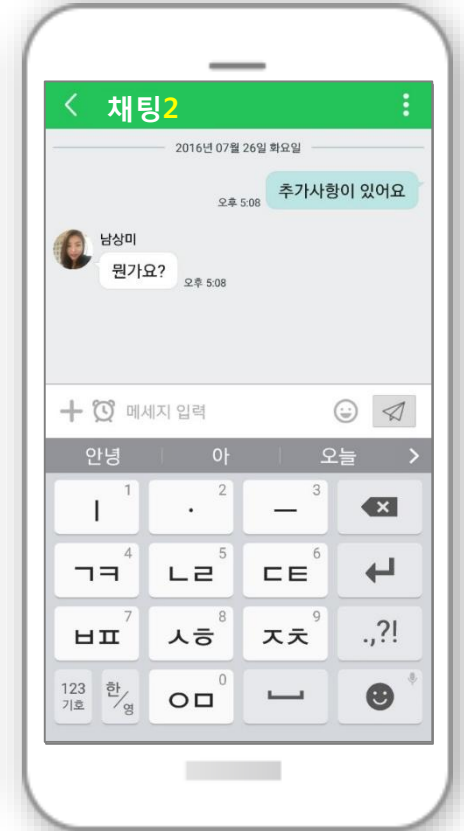 채팅2
2016년 07월 26일 화요일
추가사항이 있어요
오후 5:08
남상미
뭔가요?
오후 5:08
메세지 입력
안녕 아 오늘 >
ㅣ 1 · 2 ㅡ 3
ㄱㅋ 4 ㄴㄹ 5 ㄷㅌ 6
ㅂㅍ 7 ㅅㅎ 8 ㅈㅊ 9 .,?!
123 기호 한/영 ㅇㅁ 0